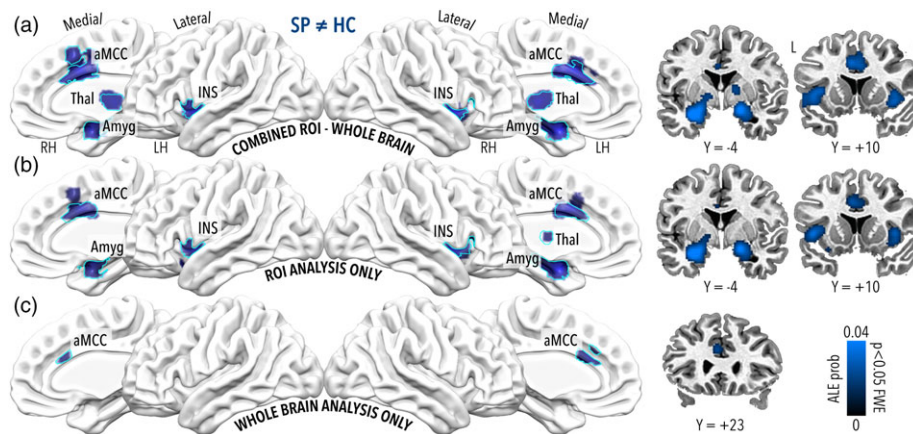 (a) Medial Lateral SP ≠ HC Lateral Medial
aMCC aMCC L
INS INS
Thal Thal
Amyg Amyg
RH LH COMBINED ROI - WHOLE BRAIN RH LH Y = -4 Y = +10
(b)
aMCC aMCC
INS INS
Amyg Thal
Amyg
ROI ANALYSIS ONLY Y = -4 Y = +10
(c)
aMCC aMCC 0.04
ALE prob p<0.05 FWE
WHOLE BRAIN ANALYSIS ONLY 0
Y = +23